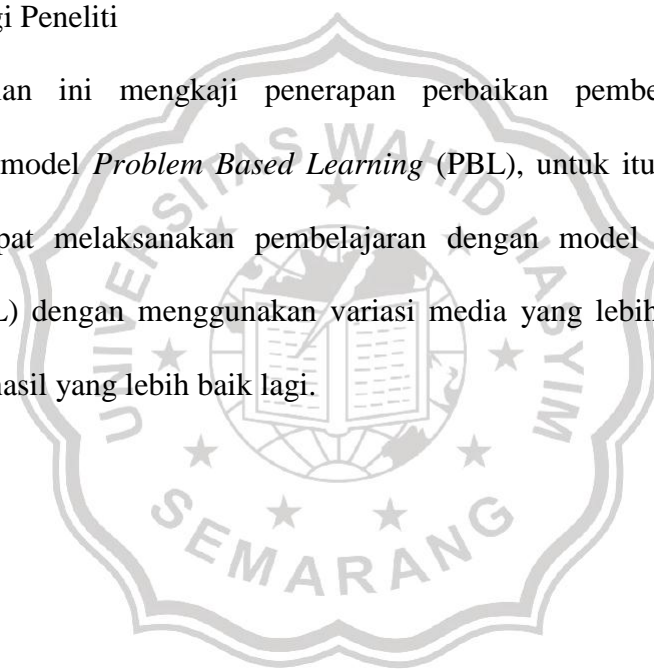 gi Peneliti
an ini mengkaji penerapan perbaikan pembe
model Problem Based Learning (PBL), untuk itu
pat melaksanakan pembelajaran dengan model
L) dengan menggunakan variasi media yang lebih
hasil yang lebih baik lagi.
UNIVERSITAS WAHID HASYIM
SEMARANG